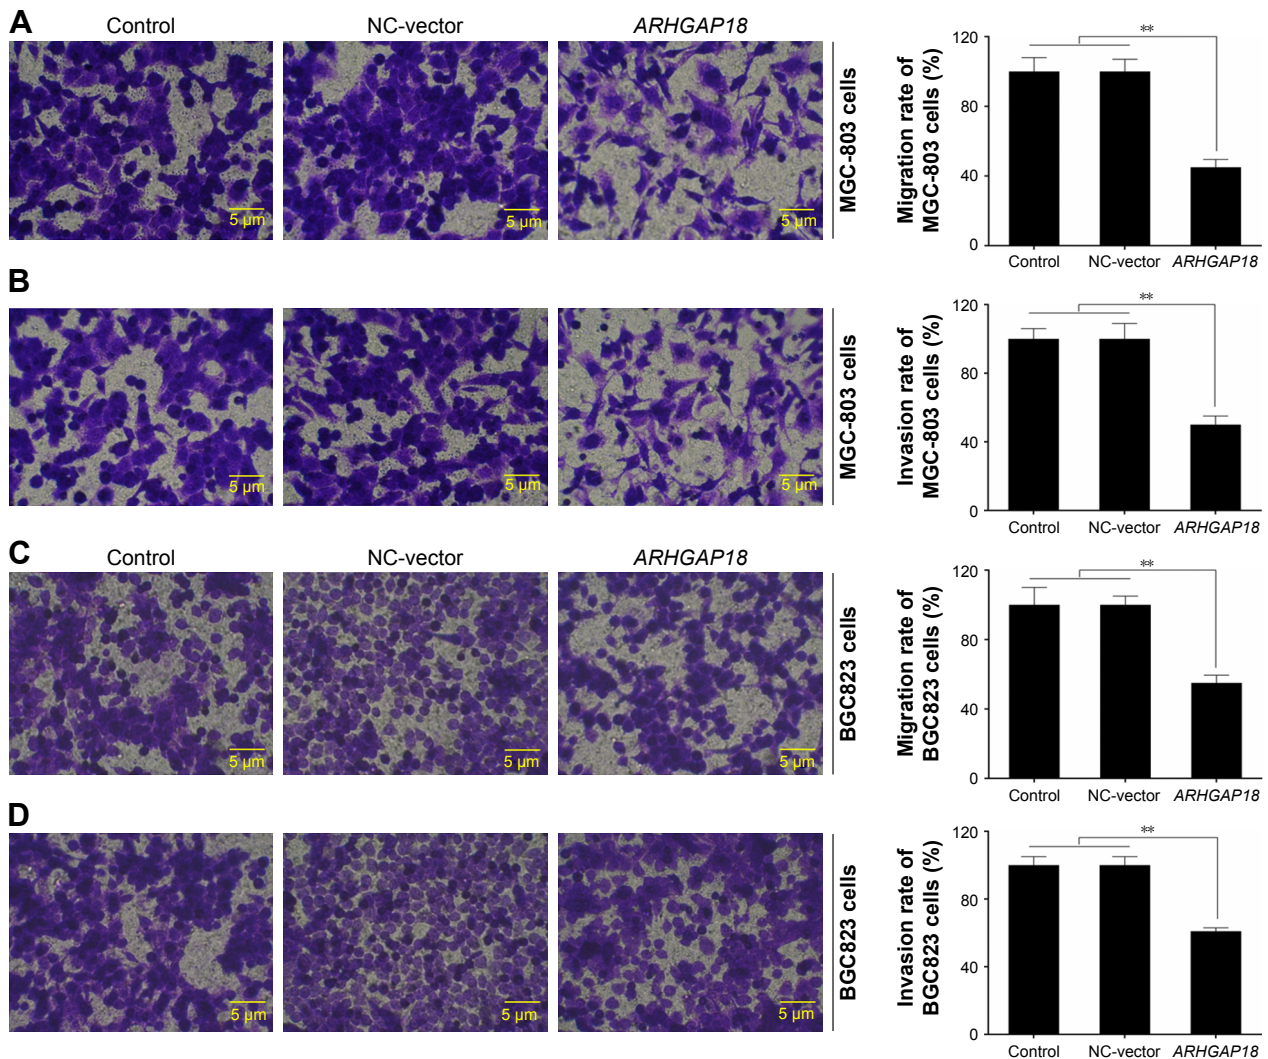 A
Control
NC-vector
ARHGAP18
5 µm
5 µm
5 µm
MGC-803 cells
Migration rate of
MGC-803 cells (%)
120
80
40
0
**
Control
NC-vector
ARHGAP18
B
5 µm
5 µm
5 µm
MGC-803 cells
Invasion rate of
MGC-803 cells (%)
120
80
40
0
**
Control
NC-vector
ARHGAP18
C
Control
NC-vector
ARHGAP18
5 µm
5 µm
5 µm
BGC823 cells
Migration rate of
BGC823 cells (%)
120
80
40
0
**
Control
NC-vector
ARHGAP18
D
5 µm
5 µm
5 µm
BGC823 cells
Invasion rate of
BGC823 cells (%)
120
80
40
0
**
Control
NC-vector
ARHGAP18